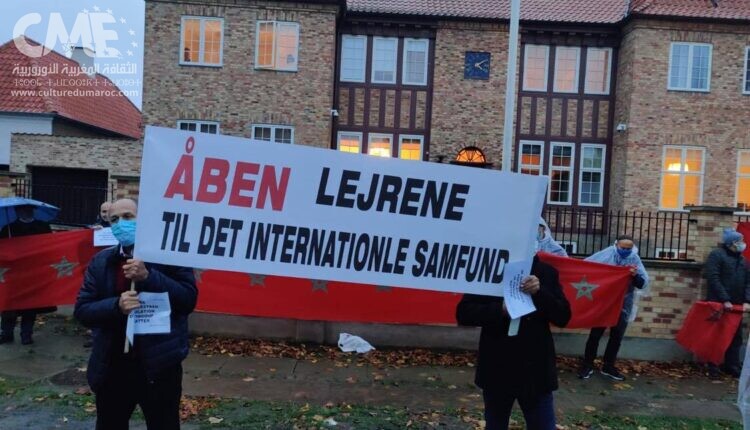 CME
الثقافة المغربية الأوروبية
www.culturedumaroc.com
ÅBEN LEJRENE
TIL DET INTERNATIONLE SAMFUND